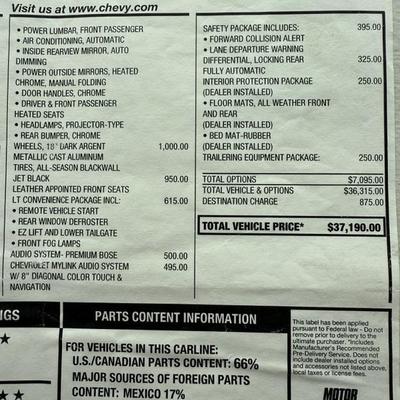 Visit us at www.chevy.com
• POWER LUMBAR, FRONT PASSENGER
• AIR CONDITIONING, AUTOMATIC
• INSIDE REARVIEW MIRROR, AUTO
DIMMING
• POWER OUTSIDE MIRRORS, HEATED
CHROME, MANUAL FOLDING
• DOOR HANDLES, CHROME
• DRIVER & FRONT PASSENGER
HEATED SEATS
• HEADLAMPS, PROJECTOR-TYPE
• REAR BUMPER, CHROME
WHEELS, 18" DARK ARGENT 1,000.00
METALLIC CAST ALUMINUM
TIRES, ALL-SEASON BLACKWALL
JET BLACK 950.00
LEATHER APPOINTED FRONT SEATS
LT CONVENIENCE PACKAGE INCL: 615.00
• REMOTE VEHICLE START
• REAR WINDOW DEFROSTER
• EZ LIFT AND LOWER TAILGATE
• FRONT FOG LAMPS
AUDIO SYSTEM- PREMIUM BOSE 500.00
CHEVROLET MYLINK AUDIO SYSTEM 495.00
W/ 8" DIAGONAL COLOR TOUCH &
NAVIGATION
SAFETY PACKAGE INCLUDES: 395.00
• FORWARD COLLISION ALERT
• LANE DEPARTURE WARNING
DIFFERENTIAL, LOCKING REAR 325.00
FULLY AUTOMATIC
INTERIOR PROTECTION PACKAGE 250.00
(DEALER INSTALLED)
• FLOOR MATS, ALL WEATHER FRONT
AND REAR
(DEALER INSTALLED)
• BED MAT-RUBBER
(DEALER INSTALLED)
TRAILERING EQUIPMENT PACKAGE: 250.00
TOTAL OPTIONS $7,095.00
TOTAL VEHICLE & OPTIONS $36,315.00
DESTINATION CHARGE 875.00
TOTAL VEHICLE PRICE* $37,190.00
NGS
PARTS CONTENT INFORMATION
FOR VEHICLES IN THIS CARLINE:
U.S./CANADIAN PARTS CONTENT: 66%
MAJOR SOURCES OF FOREIGN PARTS
CONTENT: MEXICO 17%
This label has been applied
pursuant to Federal law - Do not
remove prior to delivery to the
ultimate purchaser. *Includes
Manufacturer's Recommended
Pre-Delivery Service. Does not
include dealer installed options
and accessories not listed above,
local taxes or license fees.
MOTOR